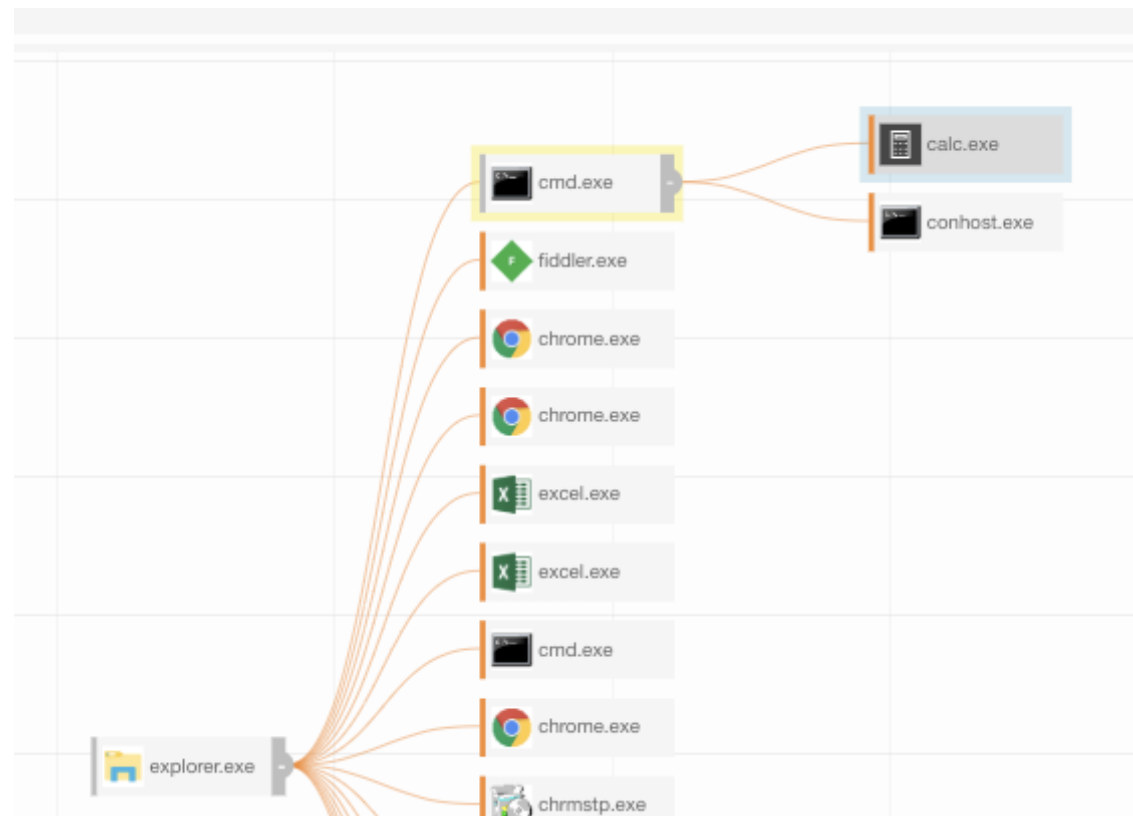 calc.exe
cmd.exe
conhost.exe
fiddler.exe
chrome.exe
chrome.exe
excel.exe
excel.exe
cmd.exe
chrome.exe
explorer.exe
chrmstp.exe